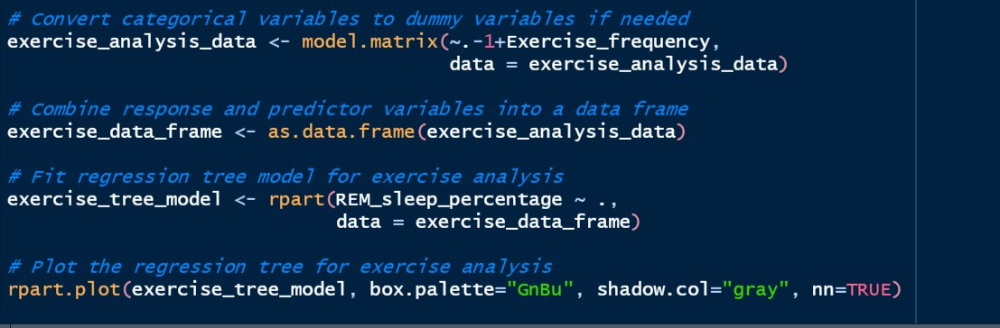 # Convert categorical variables to dummy variables if needed
exercise_analysis_data <- model.matrix(~.-1+Exercise_frequency,
data = exercise_analysis_data)
# Combine response and predictor variables into a data frame
exercise_data_frame <- as.data.frame(exercise_analysis_data)
# Fit regression tree model for exercise analysis
exercise_tree_model <- rpart(REM_sleep_percentage ~ .,
data = exercise_data_frame)
# Plot the regression tree for exercise analysis
rpart.plot(exercise_tree_model, box.palette="GnBu", shadow.col="gray", nn=TRUE)